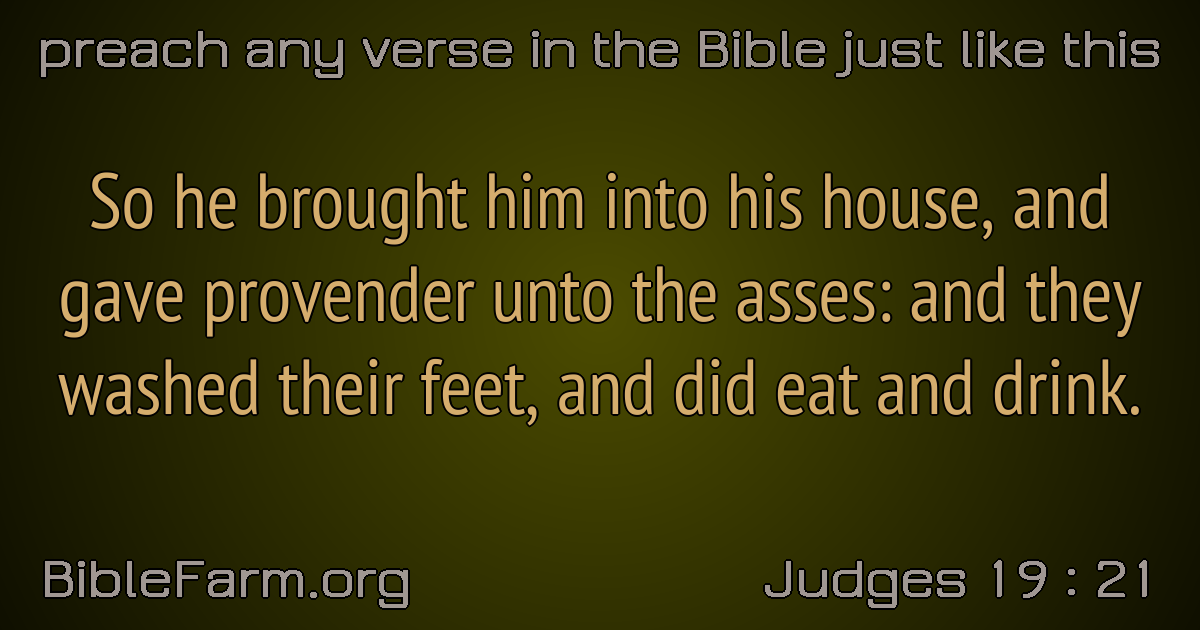 preach any verse in the Bible just like this
So he brought him into his house, and
gave provender unto the asses: and they
washed their feet, and did eat and drink.
BibleFarm.org
Judges 19 : 21